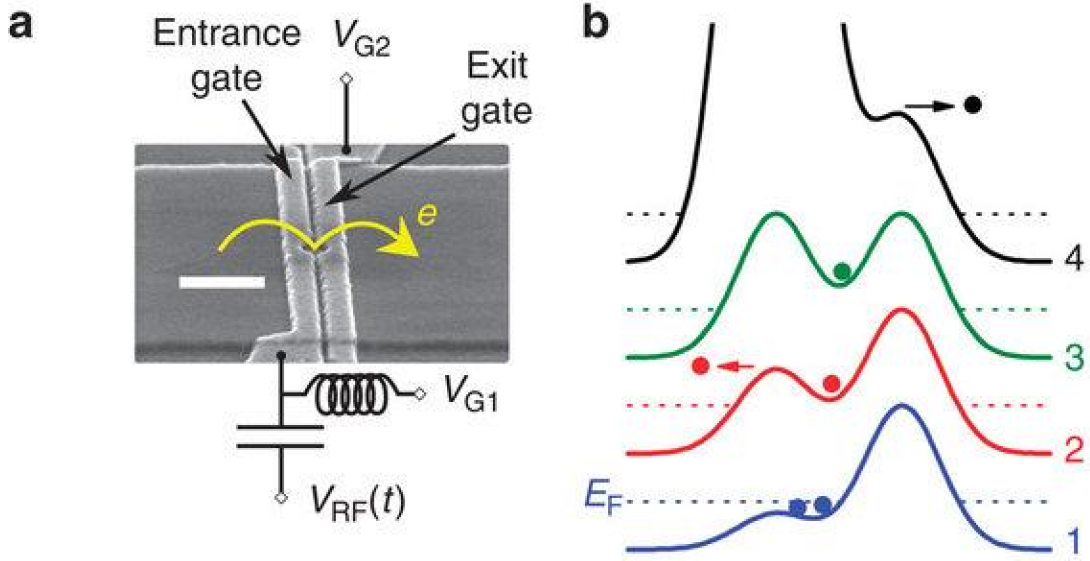 a
Entrance
gate
V_G2
Exit
gate
e
V_G1
V_RF(t)
b
4
3
2
E_F
1